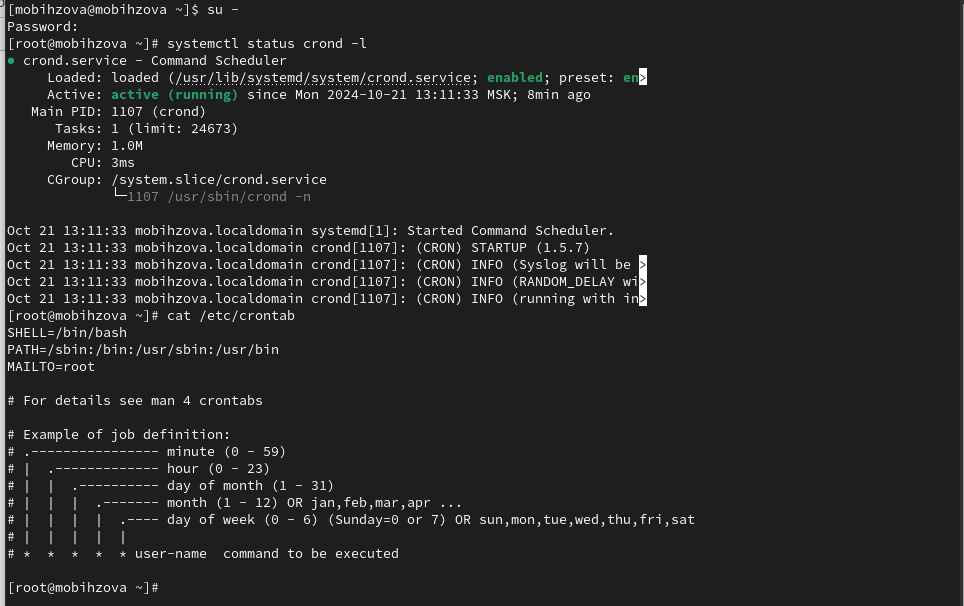 [mobihzova@mobihzova ~]$ su -
Password:
[root@mobihzova ~]# systemctl status crond -l
● crond.service - Command Scheduler
     Loaded: loaded (/usr/lib/systemd/system/crond.service; enabled; preset: en>
     Active: active (running) since Mon 2024-10-21 13:11:33 MSK; 8min ago
   Main PID: 1107 (crond)
      Tasks: 1 (limit: 24673)
     Memory: 1.0M
        CPU: 3ms
     CGroup: /system.slice/crond.service
             └─1107 /usr/sbin/crond -n

Oct 21 13:11:33 mobihzova.localdomain systemd[1]: Started Command Scheduler.
Oct 21 13:11:33 mobihzova.localdomain crond[1107]: (CRON) STARTUP (1.5.7)
Oct 21 13:11:33 mobihzova.localdomain crond[1107]: (CRON) INFO (Syslog will be >
Oct 21 13:11:33 mobihzova.localdomain crond[1107]: (CRON) INFO (RANDOM_DELAY wi>
Oct 21 13:11:33 mobihzova.localdomain crond[1107]: (CRON) INFO (running with in>
[root@mobihzova ~]# cat /etc/crontab
SHELL=/bin/bash
PATH=/sbin:/bin:/usr/sbin:/usr/bin
MAILTO=root

# For details see man 4 crontabs

# Example of job definition:
# .---------------- minute (0 - 59)
# |  .------------- hour (0 - 23)
# |  |  .---------- day of month (1 - 31)
# |  |  |  .------- month (1 - 12) OR jan,feb,mar,apr ...
# |  |  |  |  .---- day of week (0 - 6) (Sunday=0 or 7) OR sun,mon,tue,wed,thu,fri,sat
# |  |  |  |  |
# *  *  *  *  * user-name  command to be executed

[root@mobihzova ~]#